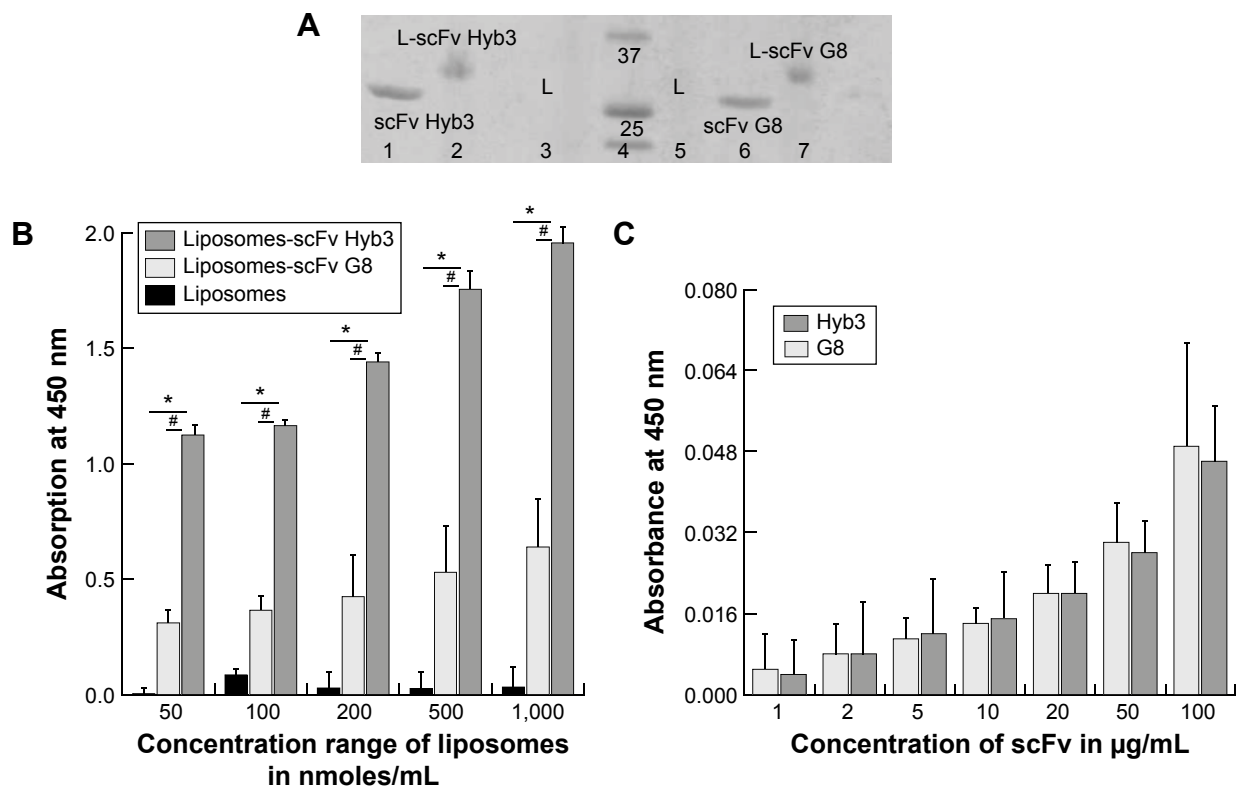 A
L-scFv Hyb3
37
L-scFv G8
L
L
scFv Hyb3
25
scFv G8
1 2 3 4 5 6 7
B
Liposomes-scFv Hyb3
Liposomes-scFv G8
Liposomes
* # * # * # * # * #
2.0
1.5
1.0
0.5
0.0
Absorption at 450 nm
50 100 200 500 1,000
Concentration range of liposomes
in nmoles/mL
C
Hyb3
G8
0.080
0.064
0.048
0.032
0.016
0.000
Absorbance at 450 nm
1 2 5 10 20 50 100
Concentration of scFv in µg/mL